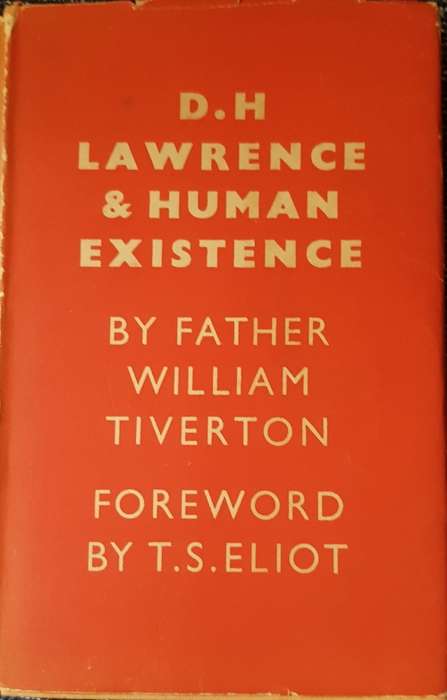 D.H
LAWRENCE
& HUMAN
EXISTENCE
BY FATHER
WILLIAM
TIVERTON
FOREWORD
BY T.S.ELIOT